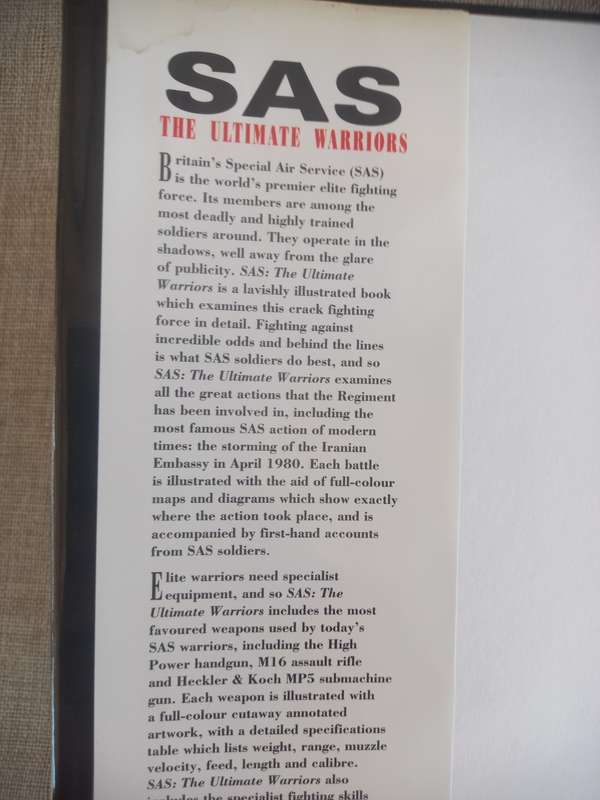 SAS
THE ULTIMATE WARRIORS
Britain's Special Air Service (SAS)
is the world's premier elite fighting
force. Its members are among the
most deadly and highly trained
soldiers around. They operate in the
shadows, well away from the glare
of publicity. SAS: The Ultimate
Warriors is a lavishly illustrated book
which examines this crack fighting
force in detail. Fighting against
incredible odds and behind the lines
is what SAS soldiers do best, and so
SAS: The Ultimate Warriors examines
all the great actions that the Regiment
has been involved in, including the
most famous SAS action of modern
times: the storming of the Iranian
Embassy in April 1980. Each battle
is illustrated with the aid of full-colour
maps and diagrams which show exactly
where the action took place, and is
accompanied by first-hand accounts
from SAS soldiers.
Elite warriors need specialist
equipment, and so SAS: The
Ultimate Warriors includes the most
favoured weapons used by today's
SAS warriors, including the High
Power handgun, M16 assault rifle
and Heckler & Koch MP5 submachine
gun. Each weapon is illustrated with
a full-colour cutaway annotated
artwork, with a detailed specifications
table which lists weight, range, muzzle
velocity, feed, length and calibre.
SAS: The Ultimate Warriors also
includes the specialist fighting skills